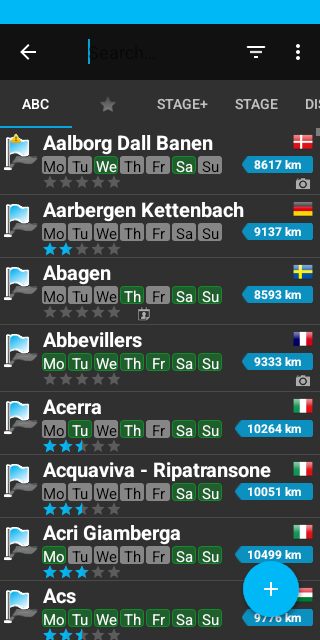 Search...
ABC
STAGE+
STAGE
DI
Aalborg Dall Banen
Mo Tu We Th Fr Sa Su
8617 km
Aarbergen Kettenbach
Mo Tu We Th Fr Sa Su
9137 km
Abagen
Mo Tu We Th Fr Sa Su
8593 km
Abbevillers
Mo Tu We Th Fr Sa Su
9333 km
Acerra
Mo Tu We Th Fr Sa Su
10264 km
Acquaviva - Ripatransone
Mo Tu We Th Fr Sa Su
10051 km
Acri Giamberga
Mo Tu We Th Fr Sa Su
10499 km
Acs
Mo Tu We Th Fr Sa Su
9776 km